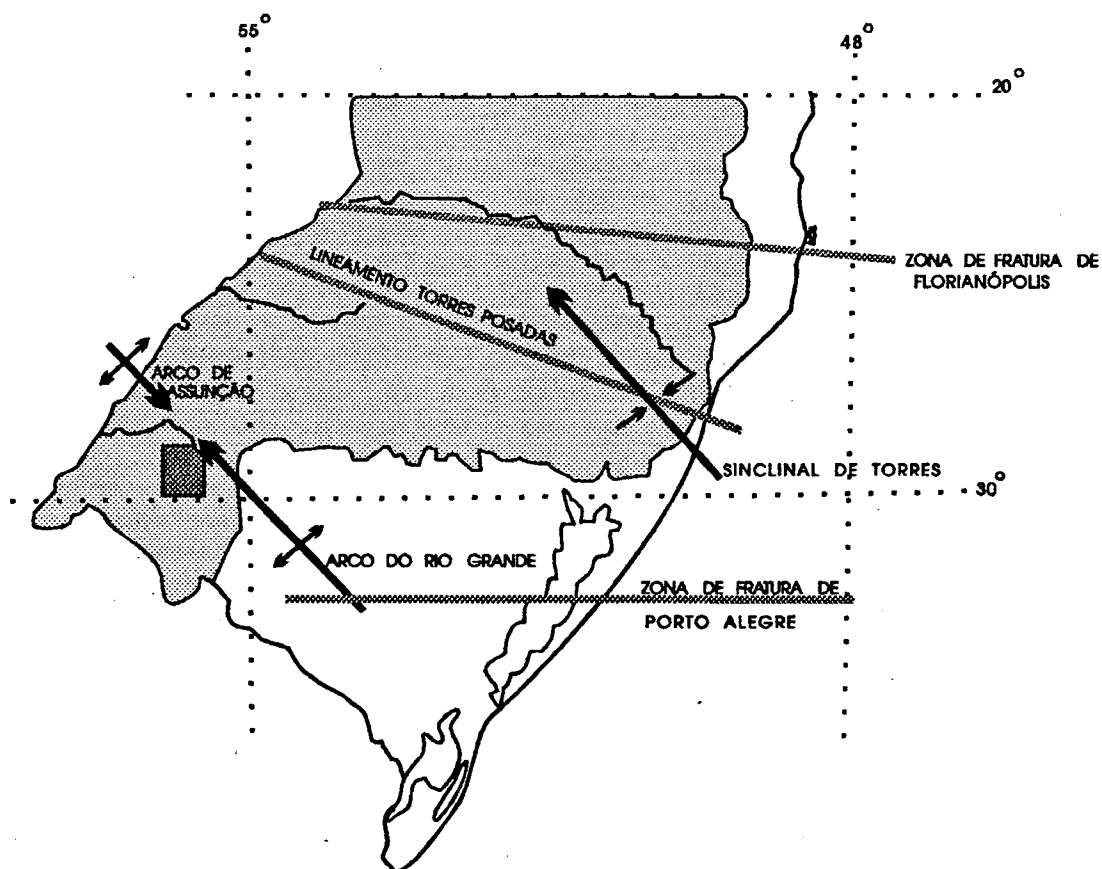 55°
48°
20°
ZONA DE FRATURA DE
FLORIANÓPOLIS
LINEAMENTO TORRES POSADAS
ARCO DE
ASSUNÇÃO
SINCLINAL DE TORRES
30°
ARCO DO RIO GRANDE
ZONA DE FRATURA DE
PORTO ALEGRE